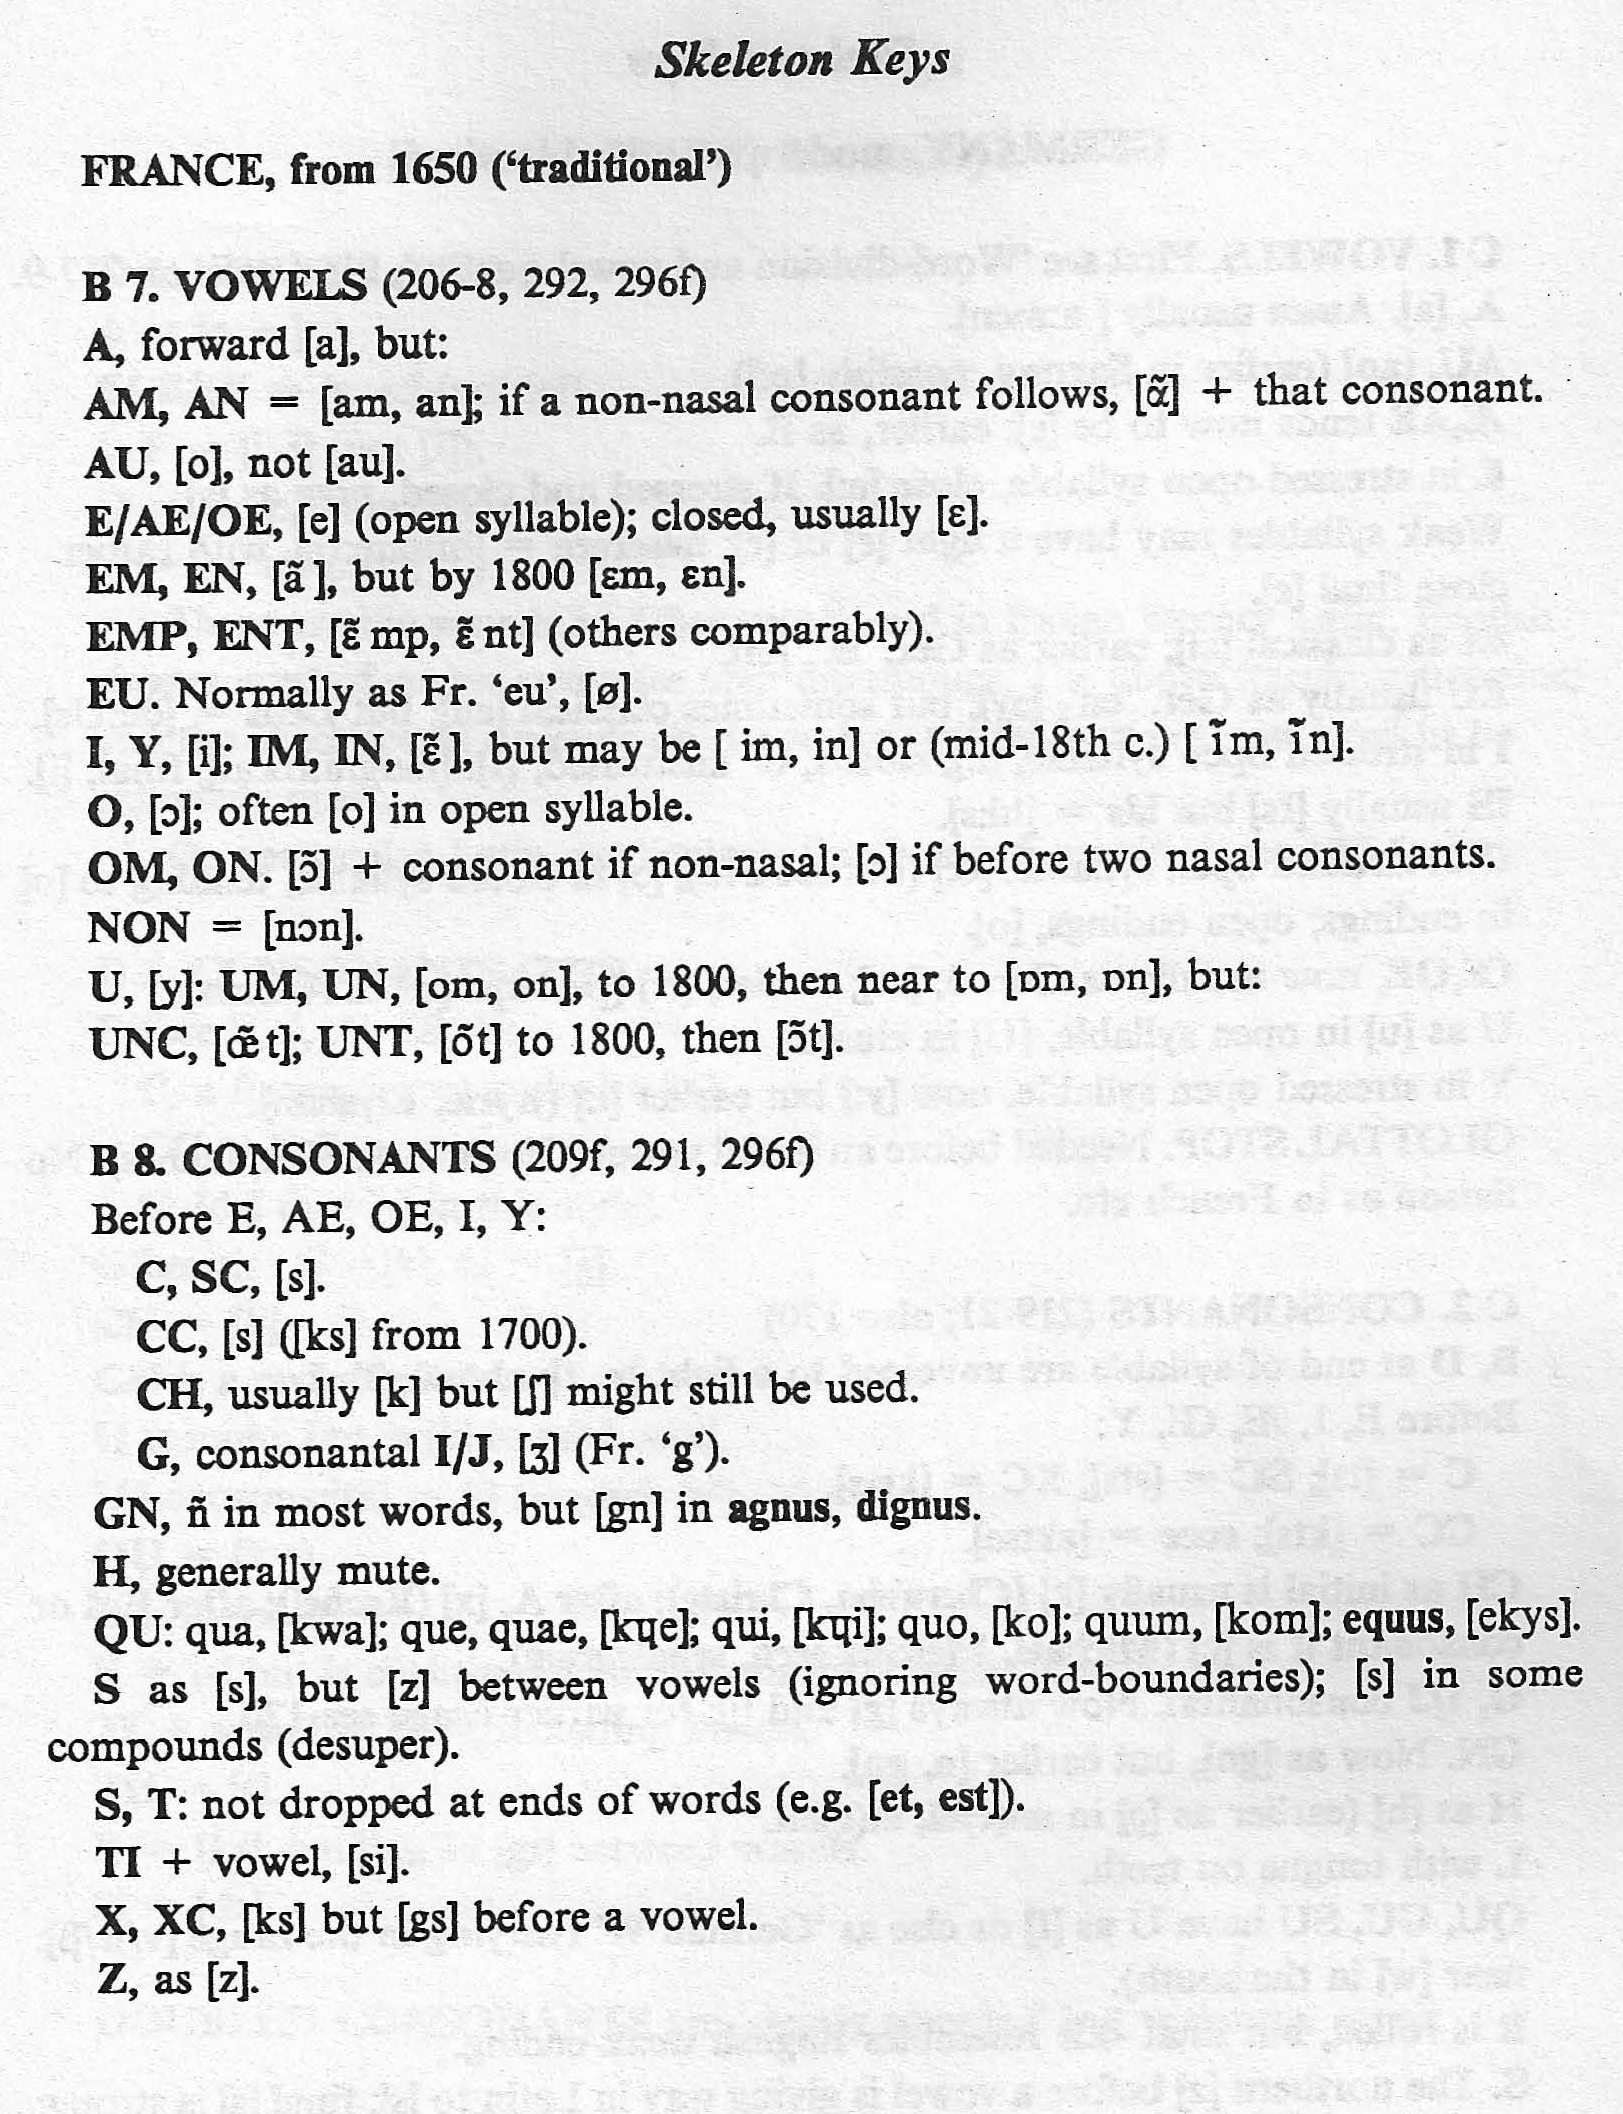 Skeleton Keys
FRANCE, from 1650 (‘traditional’)
B 7. VOWELS (206-8, 292, 296f)
A, forward [a], but:
AM, AN = [am, an]; if a non-nasal consonant follows, [ɑ̃] + that consonant.
AU, [o], not [au].
E/AE/OE, [e] (open syllable); closed, usually [ɛ].
EM, EN, [ã ], but by 1800 [ɛm, ɛn].
EMP, ENT, [ɛ̃ mp, ɛ̃ nt] (others comparably).
EU. Normally as Fr. ‘eu’, [ø].
I, Y, [i]; IM, IN, [ɛ̃ ], but may be [ im, in] or (mid-18th c.) [ ĩm, ĩn].
O, [ɔ]; often [o] in open syllable.
OM, ON. [ɔ̃] + consonant if non-nasal; [ɔ] if before two nasal consonants.
NON = [nɔn].
U, [y]: UM, UN, [om, on], to 1800, then near to [ɒm, ɒn], but:
UNC, [œ̃ t]; UNT, [õt] to 1800, then [ɔ̃t].
B 8. CONSONANTS (209f, 291, 296f)
Before E, AE, OE, I, Y:
C, SC, [s].
CC, [s] ([ks] from 1700).
CH, usually [k] but [ʃ] might still be used.
G, consonantal I/J, [ʒ] (Fr. ‘g’).
GN, ñ in most words, but [gn] in agnus, dignus.
H, generally mute.
QU: qua, [kwa]; que, quae, [kɥe]; qui, [kɥi]; quo, [ko]; quum, [kom]; equus, [ekys].
S as [s], but [z] between vowels (ignoring word-boundaries); [s] in some
compounds (desuper).
S, T: not dropped at ends of words (e.g. [et, est]).
TI + vowel, [si].
X, XC, [ks] but [gs] before a vowel.
Z, as [z].